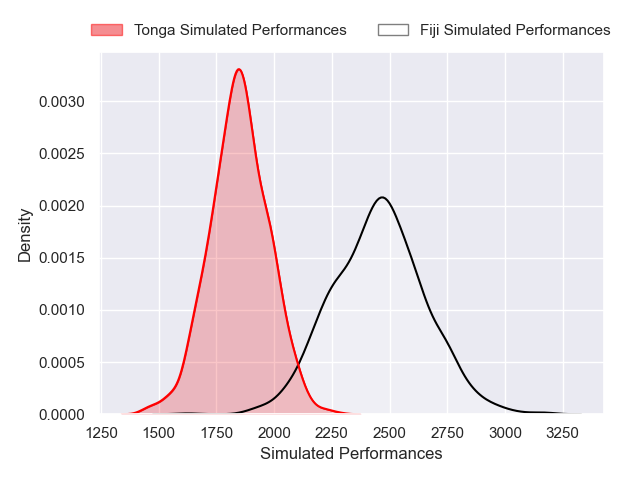 Tonga Simulated Performances Fiji Simulated Performances
0.0030
0.0025
0.0020
0.0015
0.0010
0.0005
0.0000
Density
1250 1500 1750 2000 2250 2500 2750 3000 3250
Simulated Performances